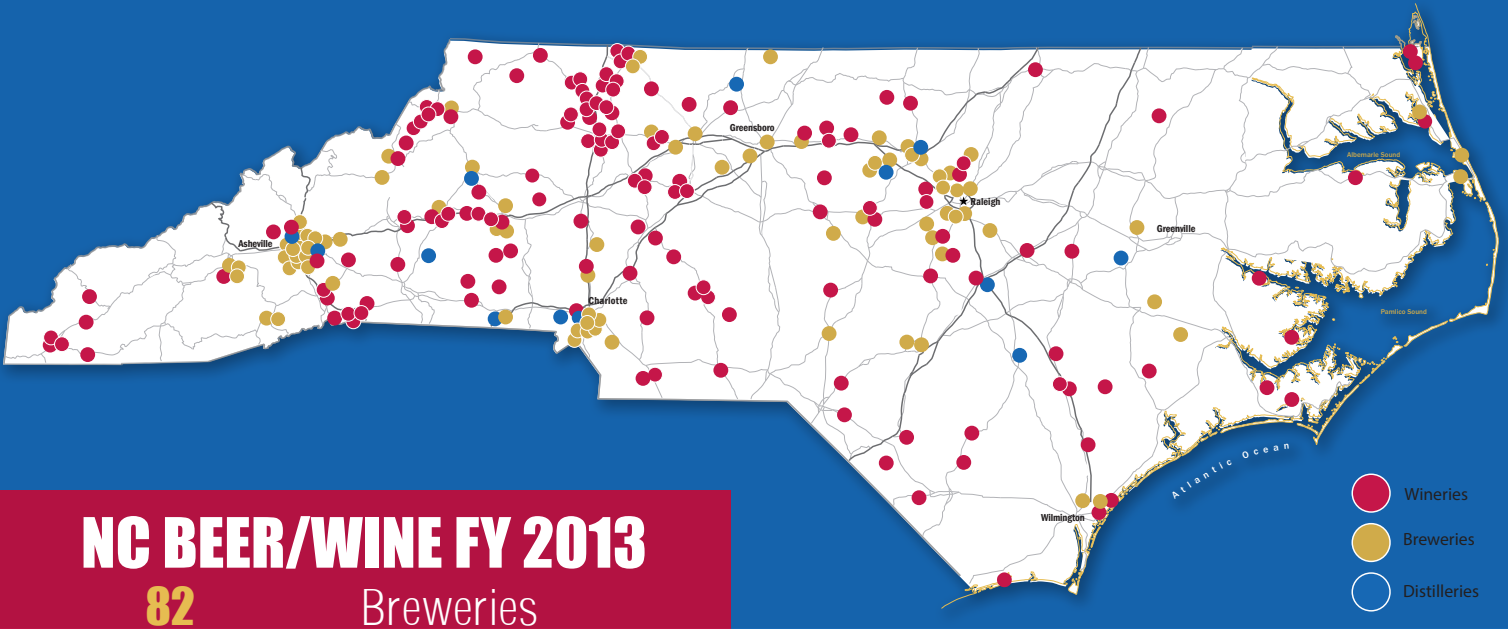 Greensboro
Albemarle Sound
Raleigh
Greenville
Asheville
Charlotte
Pamlico Sound
Atlantic Ocean
Wilmington
Wineries
Breweries
Distilleries
NC BEER/WINE FY 2013
82 Breweries